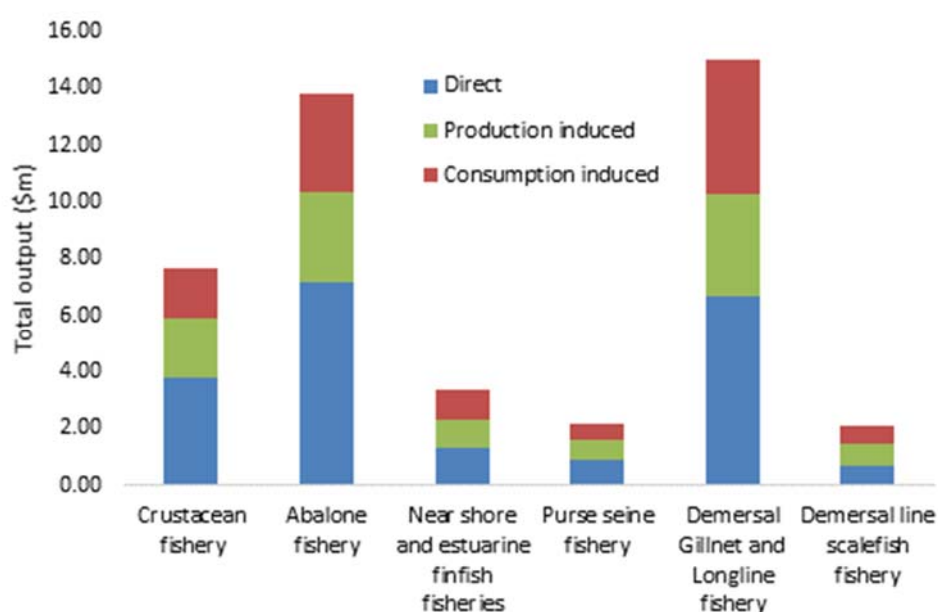 16.00
14.00
12.00
10.00
8.00
6.00
4.00
2.00
0.00
Total output ($m)
Direct
Production induced
Consumption induced
Crustacean
fishery
Abalone
fishery
Near shore
and estuarine
finfish
fisheries
Purse seine
fishery
Demersal
Gillnet and
Longline
fishery
Demersal line
scalefish
fishery